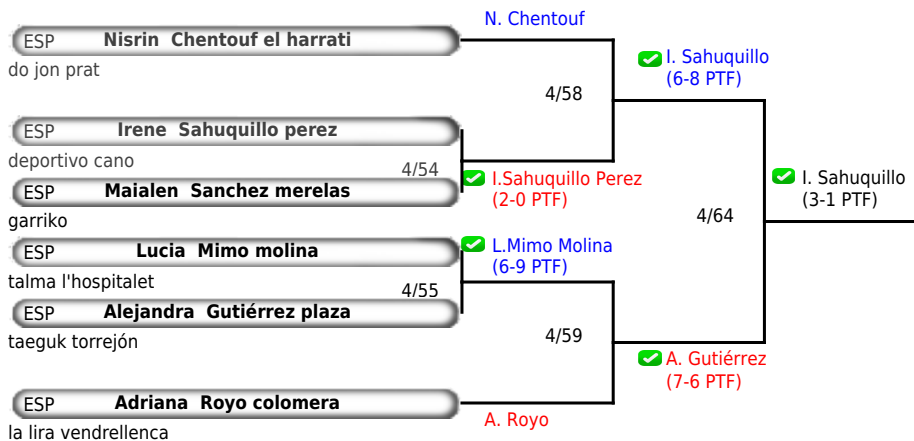 N. Chentouf
ESP Nisrin Chentouf el harrati
do jon prat
I. Sahuquillo
(6-8 PTF)
4/58
ESP Irene Sahuquillo perez
deportivo cano
4/54
I.Sahuquillo Perez
(2-0 PTF)
ESP Maialen Sanchez merelas
garriko
I. Sahuquillo
(3-1 PTF)
4/64
L.Mimo Molina
(6-9 PTF)
ESP Lucia Mimo molina
talma l'hospitalet
4/55
ESP Alejandra Gutiérrez plaza
taeguk torrejón
4/59
A. Gutiérrez
(7-6 PTF)
ESP Adriana Royo colomera
A. Royo
la lira vendrellenca